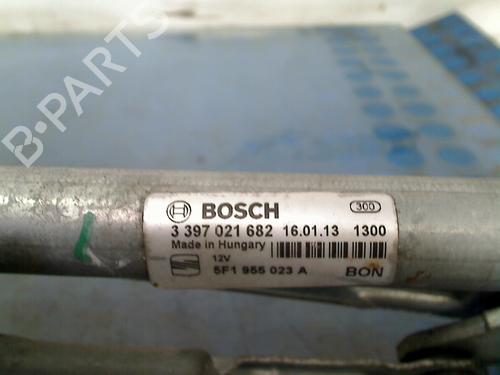 B-PARTS
BOSCH 300
3 397 021 682 16.01.13 1300
Made in Hungary
12V
5F1 955 023 A BON